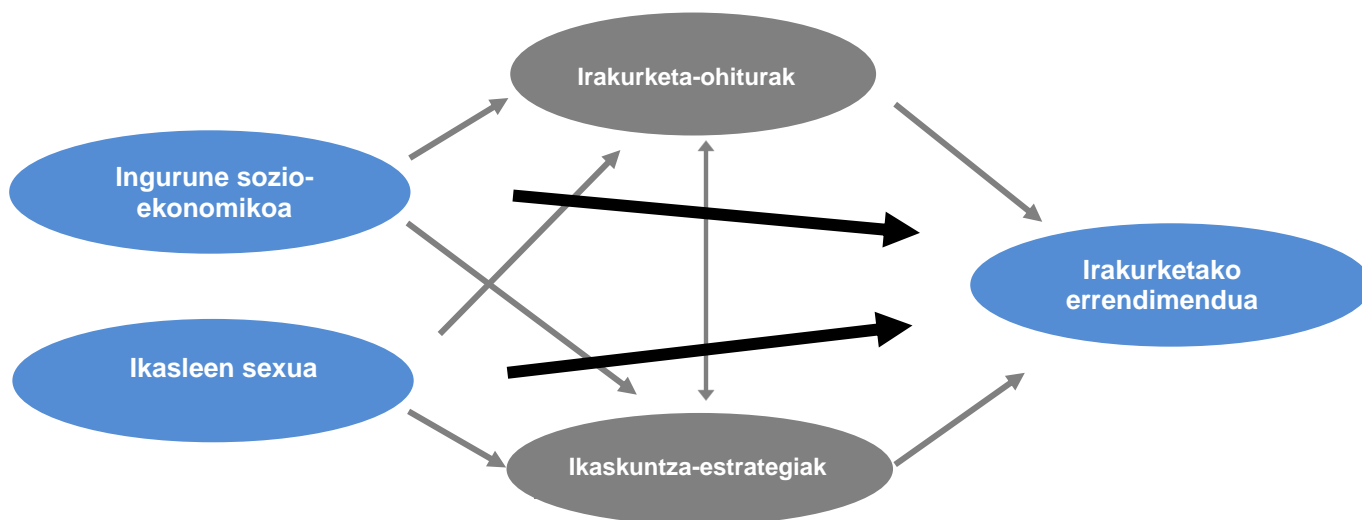 Irakurketa-ohiturak
Ingurune sozio-
ekonomikoa
Irakurketako
errendimendua
Ikasleen sexua
Ikaskuntza-estrategiak